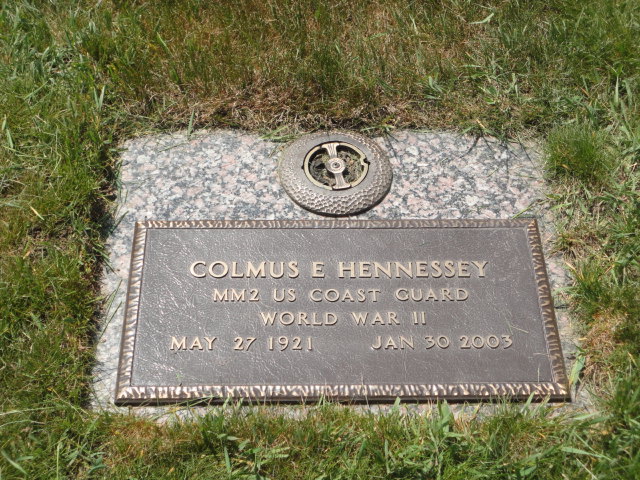 COLMUS E HENNESSEY
MM2 US COAST GUARD
WORLD WAR II
MAY 27 1921 JAN 30 2003